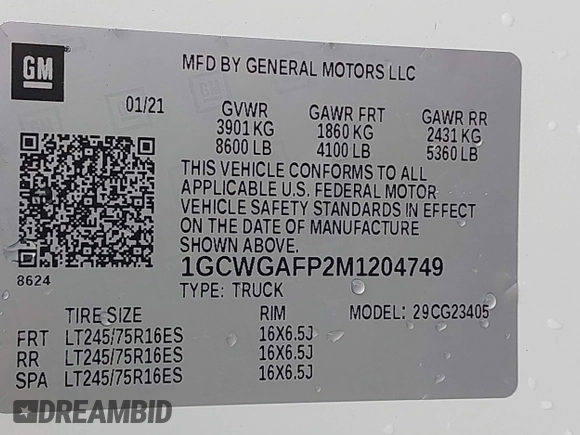 GM
MFD BY GENERAL MOTORS LLC
01/21 GVWR GAWR FRT GAWR RR
3901 KG 1860 KG 2431 KG
8600 LB 4100 LB 5360 LB
THIS VEHICLE CONFORMS TO ALL
APPLICABLE U.S. FEDERAL MOTOR
VEHICLE SAFETY STANDARDS IN EFFECT
ON THE DATE OF MANUFACTURE
SHOWN ABOVE.
8624
1GCWGAFP2M1204749
TYPE: TRUCK
TIRE SIZE RIM MODEL: 29CG23405
FRT LT245/75R16ES 16X6.5J
RR LT245/75R16ES 16X6.5J
SPA LT245/75R16ES 16X6.5J
DREAMBID